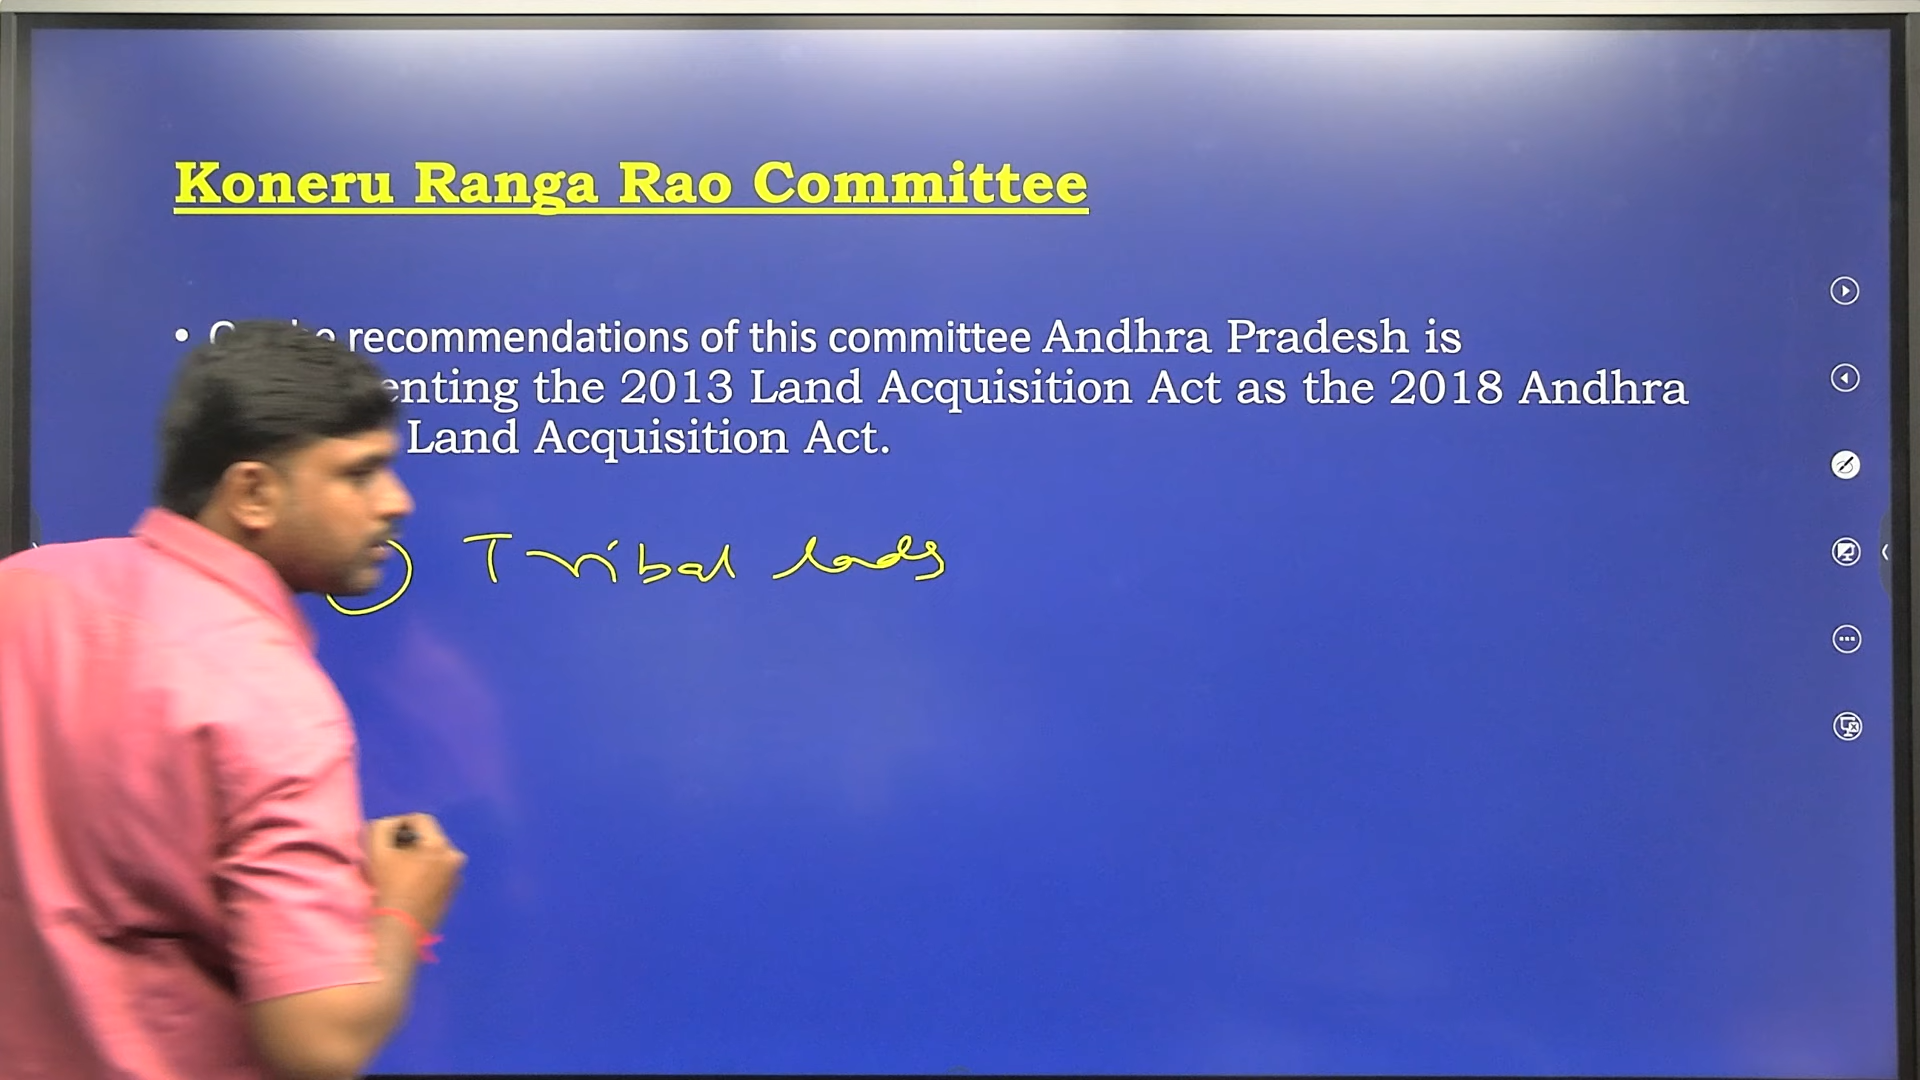 Koneru Ranga Rao Committee
• recommendations of this committee Andhra Pradesh is
the 2013 Land Acquisition Act as the 2018 Andhra
Land Acquisition Act.
Tribal lands